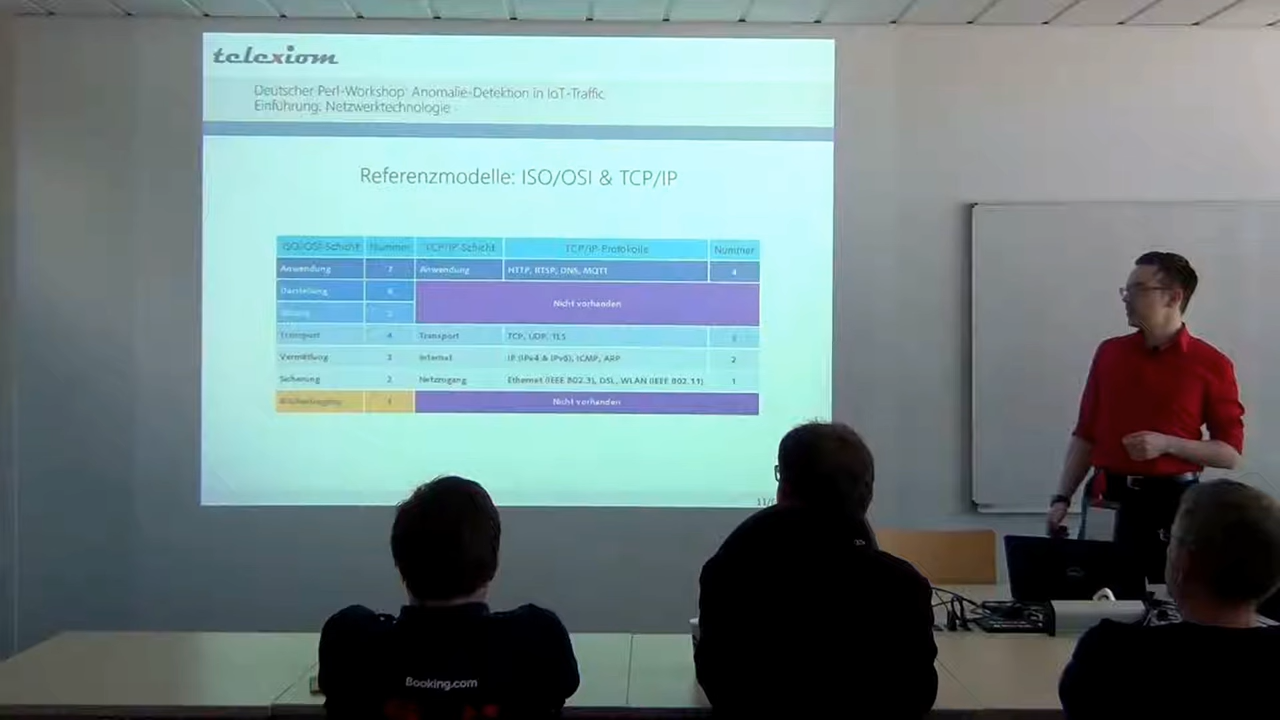 telexiom
Deutscher Perl-Workshop: Anomalie-Detektion in IoT-Traffic
Einführung, Netzwerktechnologie
Referenzmodelle: ISO/OSI & TCP/IP
ISO/OSI-Schicht Nummer TCP/IP-Schicht TCP/IP-Protokolle Nummer
Anwendung 7 Anwendung HTTP, RTSP, DNS, MQTT 4
Darstellung 6
Nicht vorhanden
Transport 4 Transport TCP, UDP, TLS 3
Vermittlung 3 Internet IP (IPv4 & IPv6), ICMP, ARP 2
Sicherung 2 Netzzugang Ethernet (IEEE 802.3), DSL, WLAN (IEEE 802.11) 1
Bitübertragung 1 Nicht vorhanden
11/
Booking.com